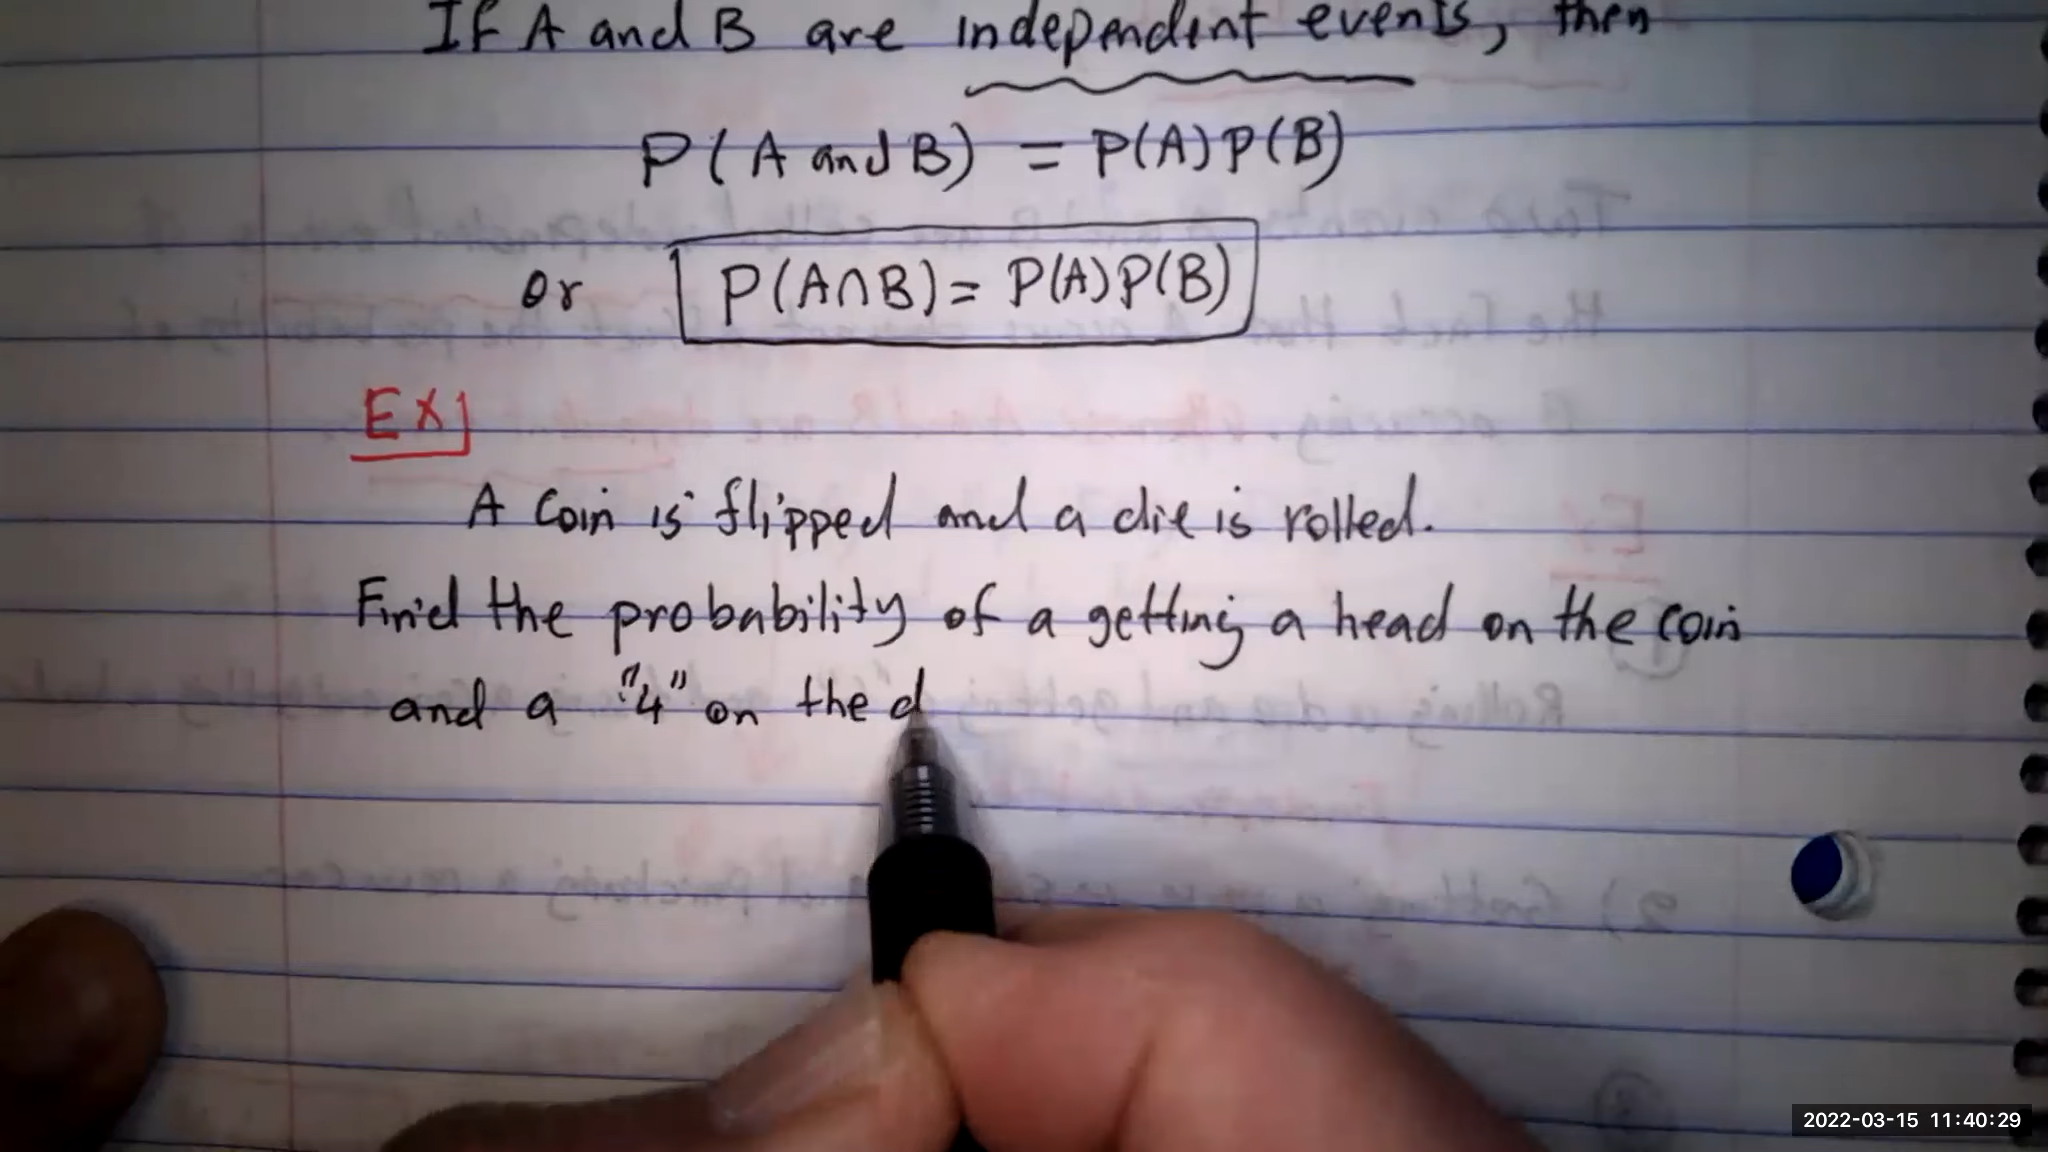 If A and B are independent events, then
P(A and B) = P(A)P(B)
or P(A∩B) = P(A)P(B)
EX
A coin is flipped and a die is rolled.
Find the probability of a getting a head on the coin
and a "4" on the d
2022-03-15 11:40:29